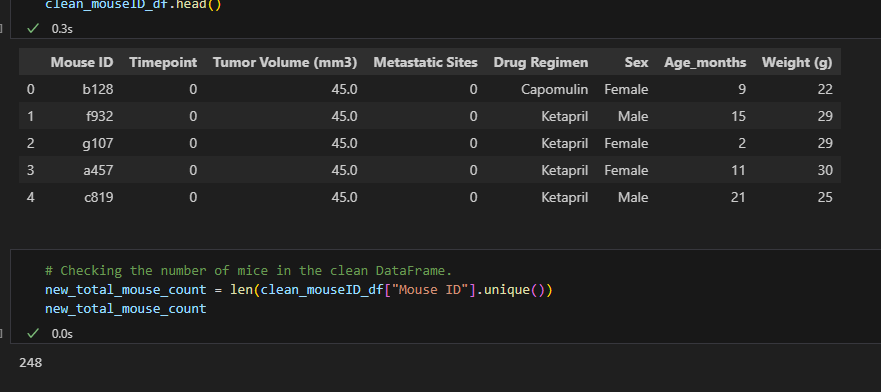 clean_mouseID_df.head()
0.3s
Mouse ID Timepoint Tumor Volume (mm3) Metastatic Sites Drug Regimen Sex Age_months Weight (g)
0 b128 0 45.0 0 Capomulin Female 9 22
1 f932 0 45.0 0 Ketapril Male 15 29
2 g107 0 45.0 0 Ketapril Female 2 29
3 a457 0 45.0 0 Ketapril Female 11 30
4 c819 0 45.0 0 Ketapril Male 21 25
# Checking the number of mice in the clean DataFrame.
new_total_mouse_count = len(clean_mouseID_df["Mouse ID"].unique())
new_total_mouse_count
0.0s
248